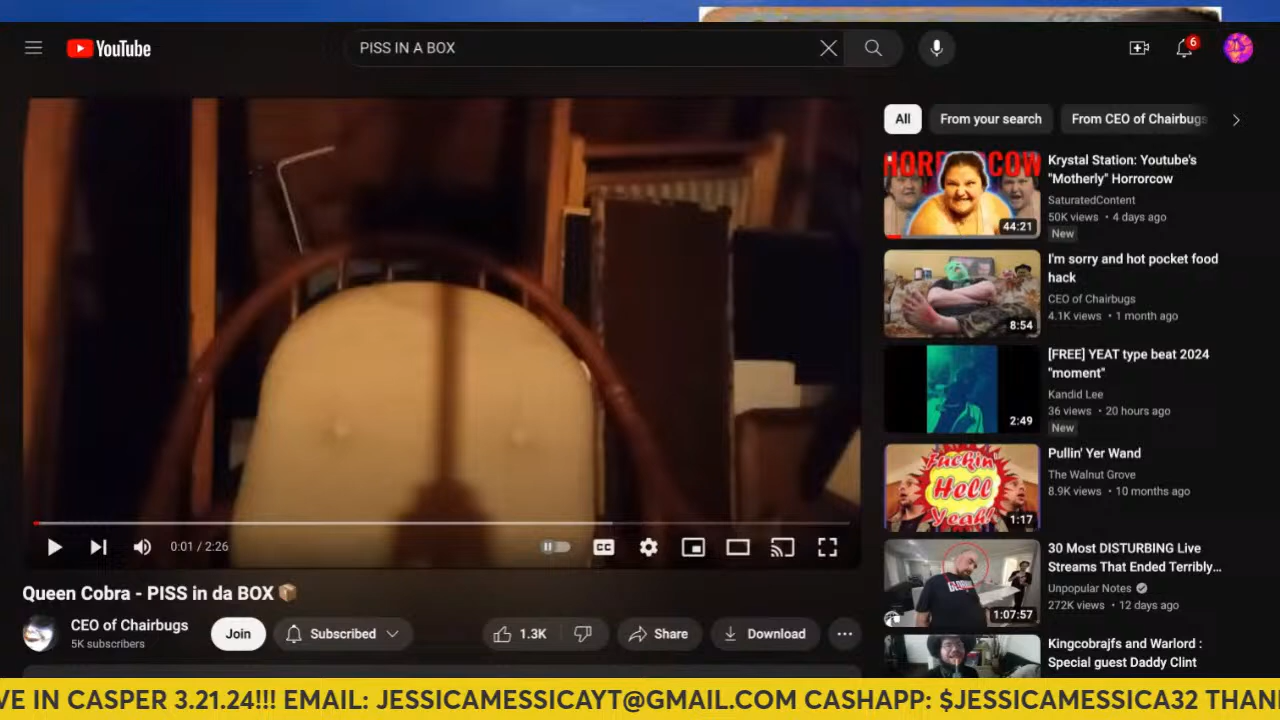 YouTube
PISS IN A BOX
6
All
From your search
From CEO of Chairbugs
HORRORCOW
44:21
Krystal Station: Youtube's
"Motherly" Horrorcow
SaturatedContent
50K views • 4 days ago
New
8:54
I'm sorry and hot pocket food
hack
CEO of Chairbugs
4.1K views • 1 month ago
2:49
[FREE] YEAT type beat 2024
"moment"
Kandid Lee
36 views • 20 hours ago
New
Fuckin'
Hell
Yeah!
1:17
Pullin' Yer Wand
The Walnut Grove
8.9K views • 10 months ago
1:07:57
30 Most DISTURBING Live
Streams That Ended Terribly...
Unpopular Notes
272K views • 12 days ago
Kingcobrajfs and Warlord :
Special guest Daddy Clint
0:01 / 2:26
CC
Queen Cobra - PISS in da BOX
CEO of Chairbugs
5K subscribers
Join
Subscribed
1.3K
Share
Download
VE IN CASPER 3.21.24!!! EMAIL: JESSICAMESSICAYT@GMAIL.COM CASHAPP: $JESSICAMESSICA32 THAN